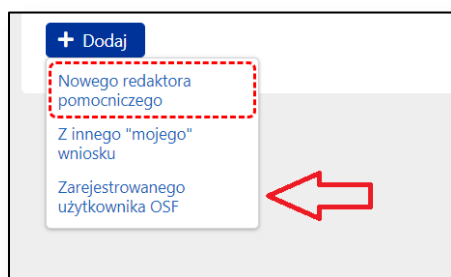 + Dodaj
Nowego redaktora
pomocniczego
Z innego "mojego"
wniosku
Zarejestrowanego
użytkownika OSF